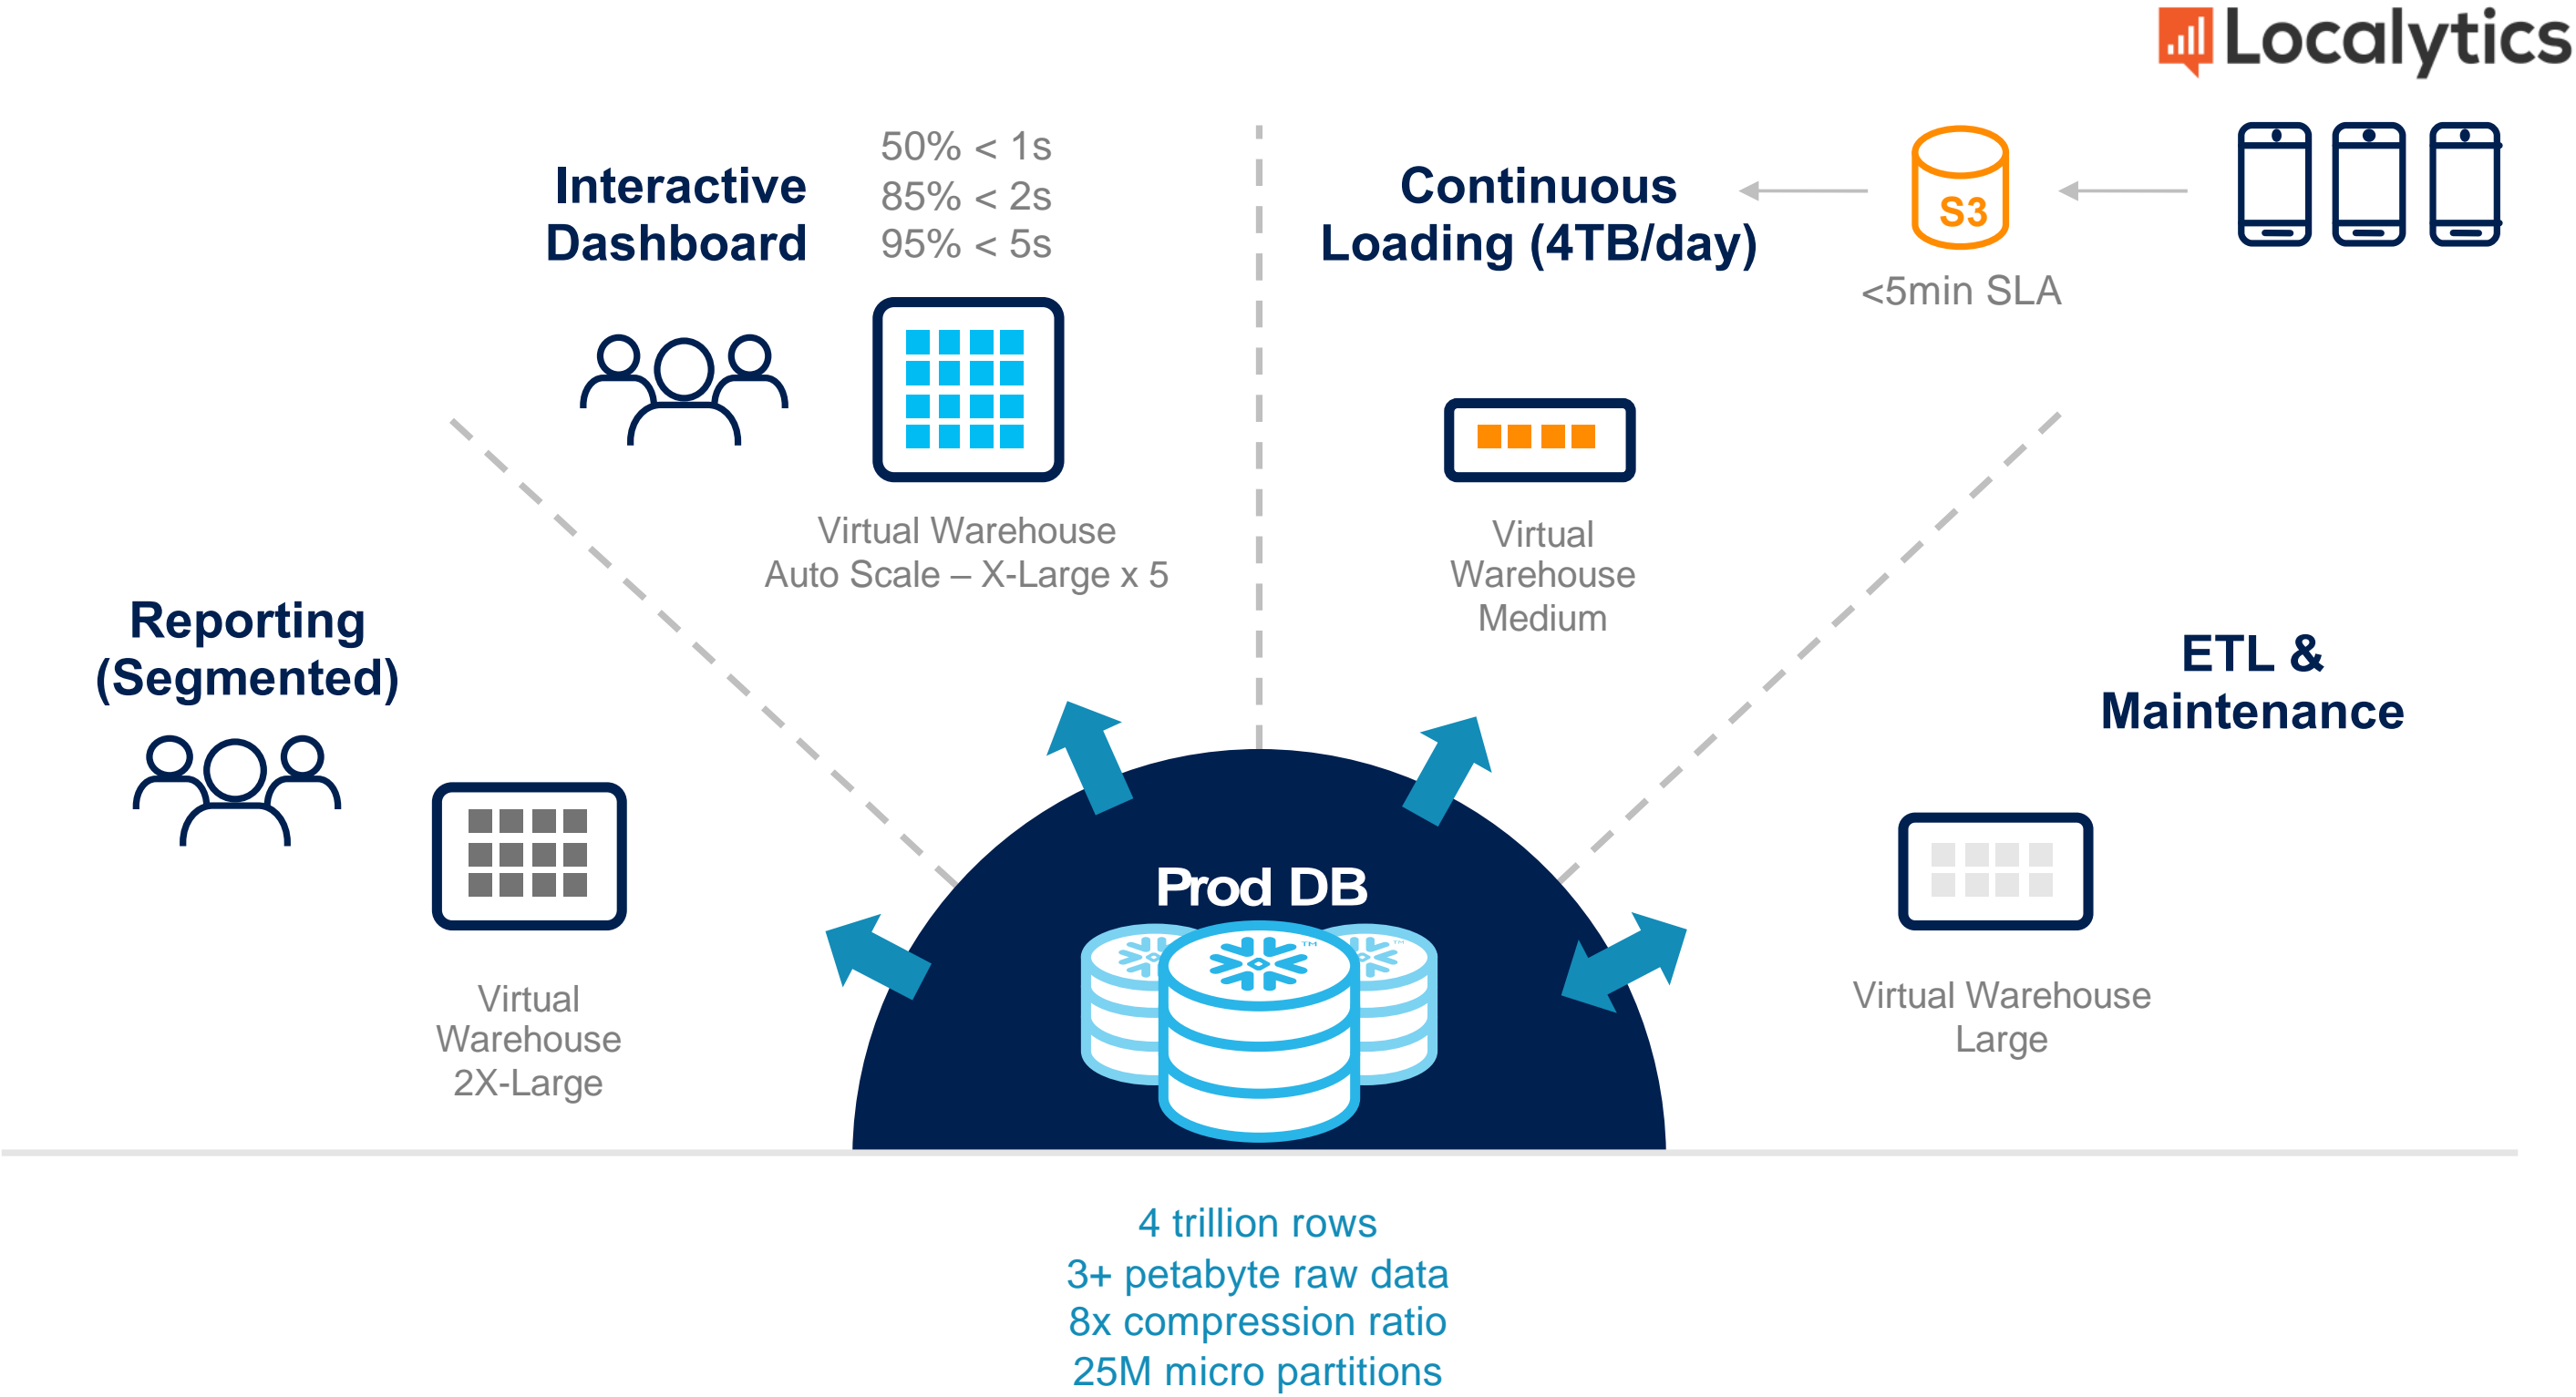 Localytics
Interactive
Dashboard
50% < 1s
85% < 2s
95% < 5s
Virtual Warehouse
Auto Scale – X-Large x 5
Continuous
Loading (4TB/day)
S3
<5min SLA
Virtual
Warehouse
Medium
Reporting
(Segmented)
Virtual
Warehouse
2X-Large
ETL &
Maintenance
Virtual Warehouse
Large
Prod DB
TM
TM
4 trillion rows
3+ petabyte raw data
8x compression ratio
25M micro partitions